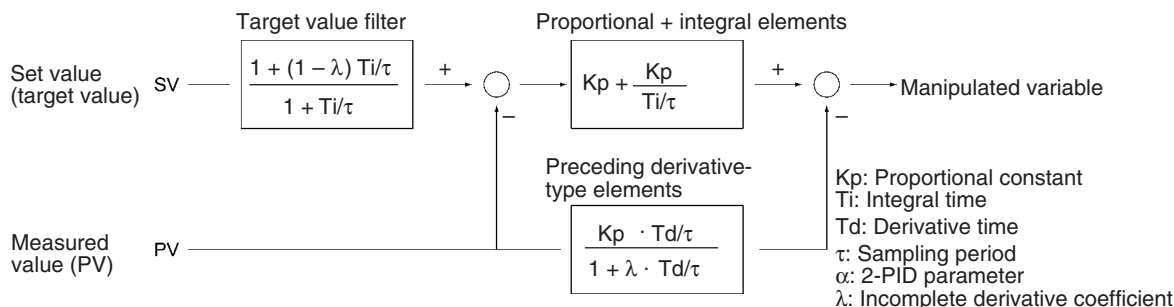 Target value filter
Proportional + integral elements
Set value
(target value)
SV
1 + (1 – λ) Ti/τ
1 + Ti/τ
+
–
Kp + Kp
Ti/τ
+
–
Manipulated variable
Preceding derivative-
type elements
Measured
value (PV)
PV
Kp · Td/τ
1 + λ · Td/τ
Kp: Proportional constant
Ti: Integral time
Td: Derivative time
τ: Sampling period
α: 2-PID parameter
λ: Incomplete derivative coefficient